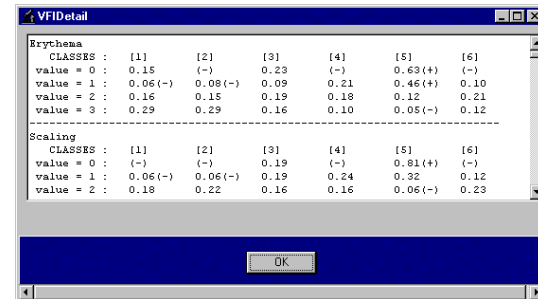 VFIDetail
Erythema
CLASSES : [1] [2] [3] [4] [5] [6]
value = 0 : 0.15 (-) 0.23 (-) 0.63(+) (-)
value = 1 : 0.06(-) 0.08(-) 0.09 0.21 0.46(+) 0.10
value = 2 : 0.16 0.15 0.19 0.18 0.12 0.21
value = 3 : 0.29 0.29 0.16 0.10 0.05(-) 0.12
--------------------------------------------------------------------
Scaling
CLASSES : [1] [2] [3] [4] [5] [6]
value = 0 : (-) (-) 0.19 (-) 0.81(+) (-)
value = 1 : 0.06(-) 0.06(-) 0.19 0.24 0.32 0.12
value = 2 : 0.18 0.22 0.16 0.16 0.06(-) 0.23
OK